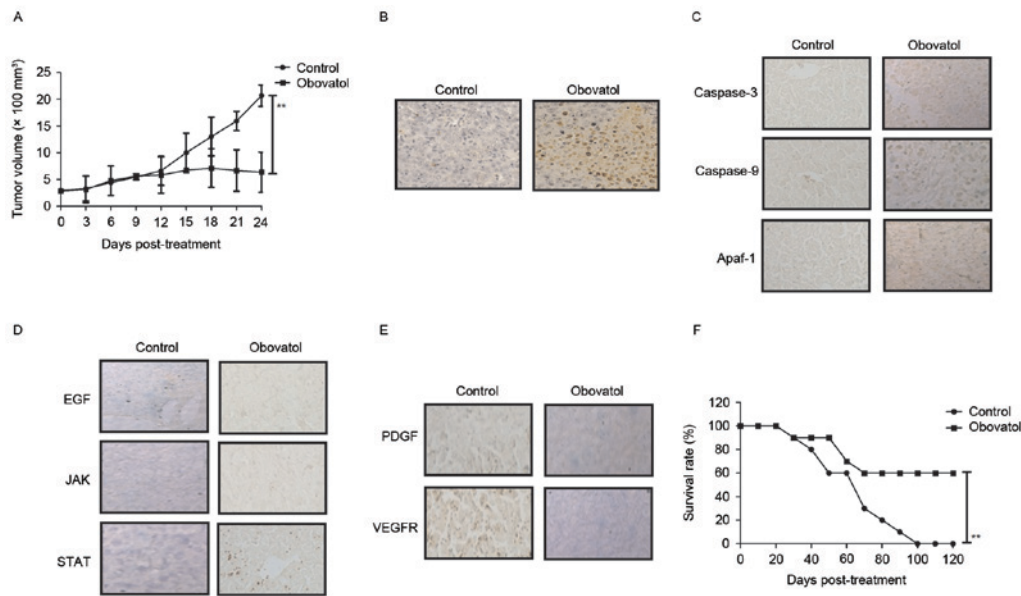 A
Control
Obovatol
25
20
15
10
5
0
**
Tumor volume (× 100 mm³)
0 3 6 9 12 15 18 21 24
Days post-treatment
B
Control Obovatol
C
Control Obovatol
Caspase-3
Caspase-9
Apaf-1
D
Control Obovatol
EGF
JAK
STAT
E
Control Obovatol
PDGF
VEGFR
F
Control
Obovatol
120
100
80
60
40
20
0
**
Survival rate (%)
0 20 40 60 80 100 120
Days post-treatment